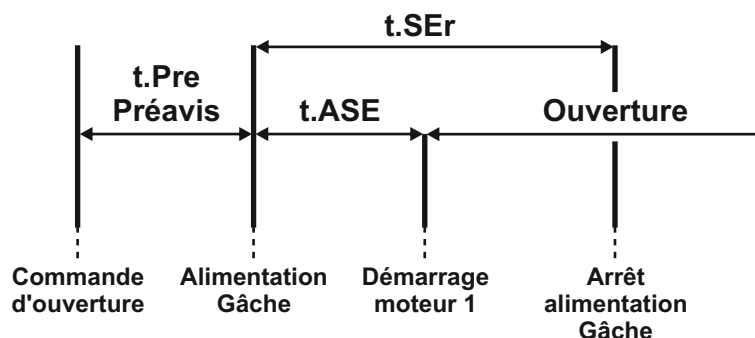 t.SEr
t.Pre
Préavis
t.ASE
Ouverture
Commande
d'ouverture
Alimentation
Gâche
Démarrage
moteur 1
Arrêt
alimentation
Gâche